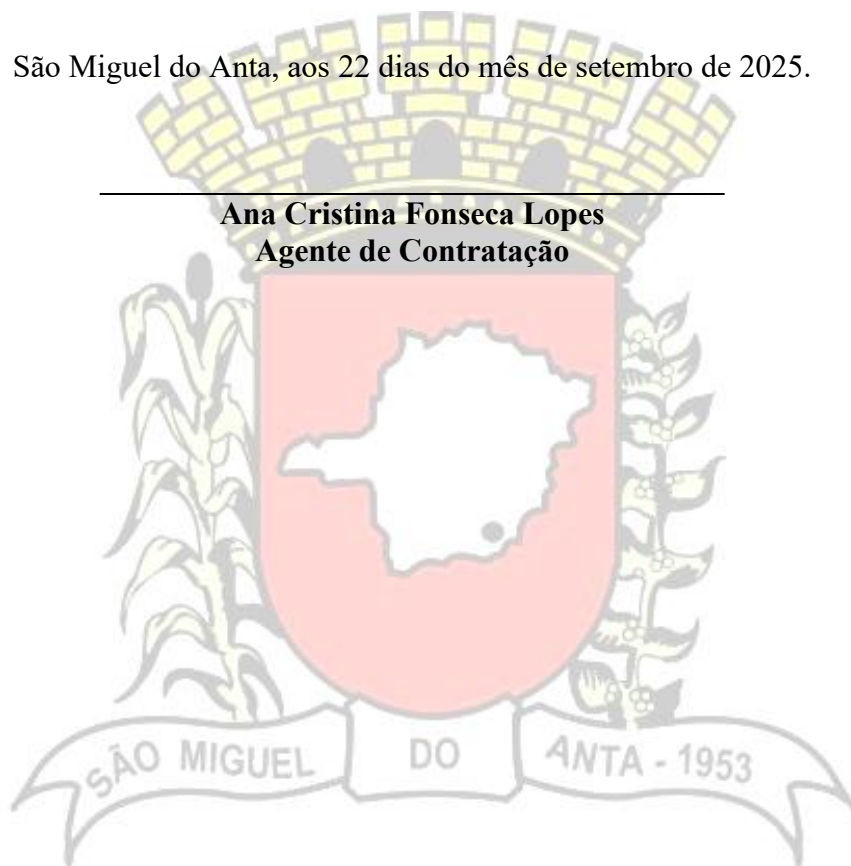 São Miguel do Anta, aos 22 dias do mês de setembro de 2025.
Ana Cristina Fonseca Lopes
Agente de Contratação
SÃO MIGUEL DO ANTA - 1953